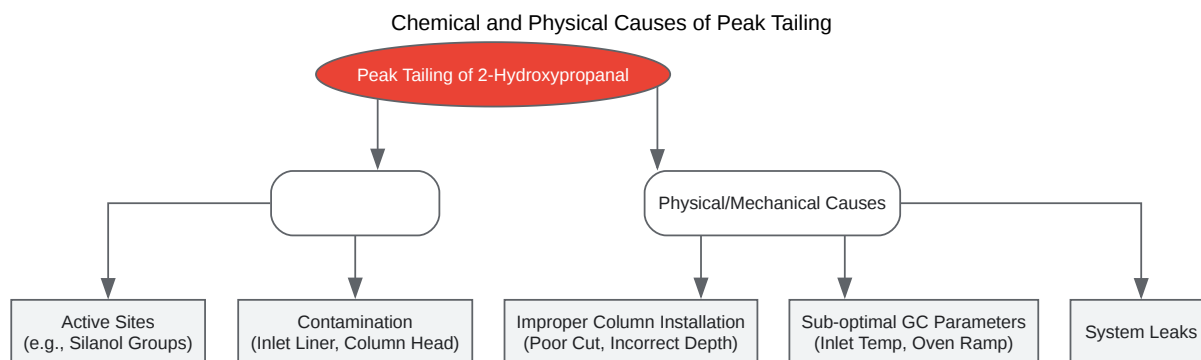 Chemical and Physical Causes of Peak Tailing
Peak Tailing of 2-Hydroxypropanal
Physical/Mechanical Causes
Active Sites
(e.g., Silanol Groups)
Contamination
(Inlet Liner, Column Head)
Improper Column Installation
(Poor Cut, Incorrect Depth)
Sub-optimal GC Parameters
(Inlet Temp, Oven Ramp)
System Leaks